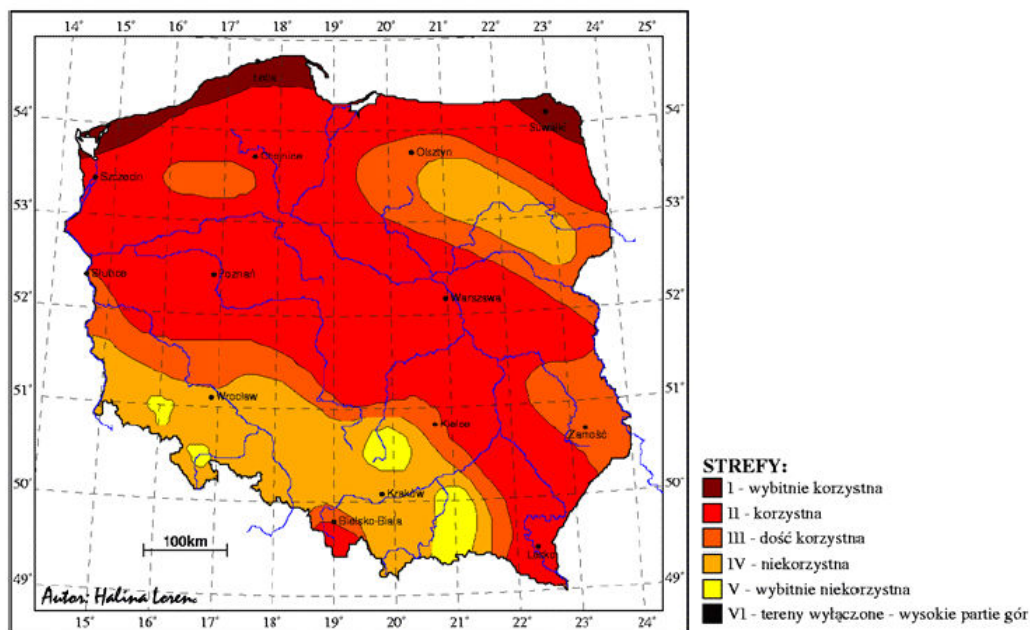 14° 15° 16° 17° 18° 19° 20° 21° 22° 23° 24°
54° 54°
53° 53°
52° 52°
51° 51°
50° 50°
49° 49°
Suwałki
Chojnice
Olsztyn
Szczecin
Słubice
Poznań
Warszawa
Wrocław
Kielce
Zamość
Kraków
Bielsko-Biała
Lesko
100km
Autor: Halina Lorenc
15° 16° 17° 18° 19° 20° 21° 22° 23°
STREFY:
I - wybitnie korzystna
II - korzystna
III - dość korzystna
IV - niekorzystna
V - wybitnie niekorzystna
VI - tereny wyłączone - wysokie partie gór